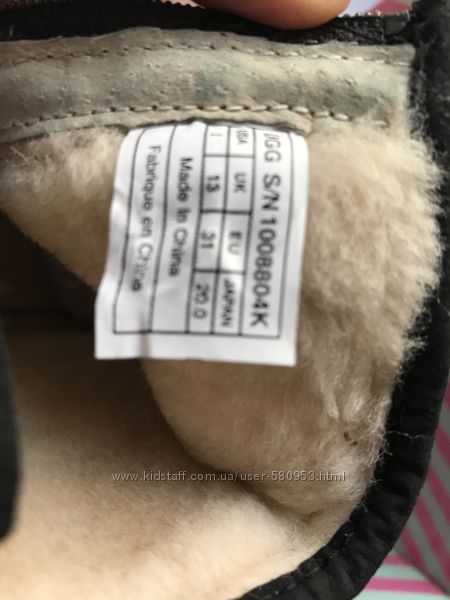 UGG S/N 1008804K
USA UK EU JAPAN
1 13 31 20.0
Made In China
Fabrique en Chine
www.kidstaff.com.ua/user-580953.html